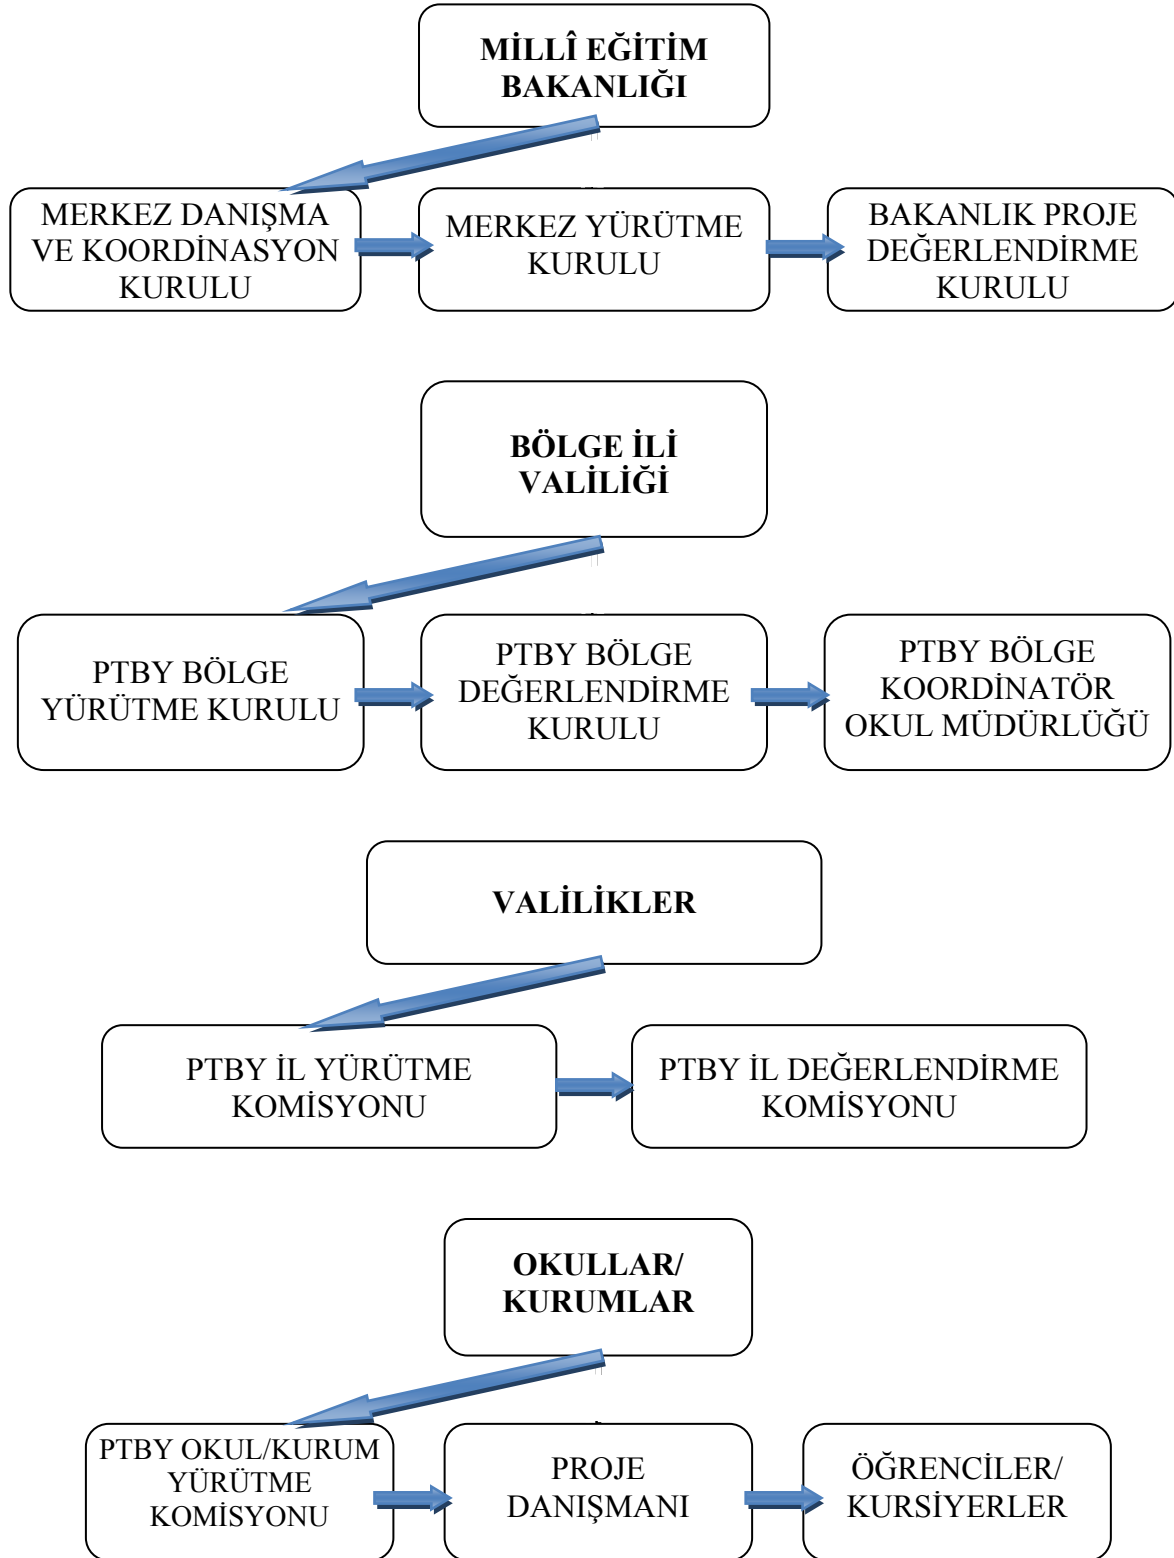 MİLLÎ EĞİTİM
BAKANLIĞI
MERKEZ DANIŞMA
VE KOORDİNASYON
KURULU
MERKEZ YÜRÜTME
KURULU
BAKANLIK PROJE
DEĞERLENDİRME
KURULU
BÖLGE İLİ
VALİLİĞİ
PTBY BÖLGE
YÜRÜTME KURULU
PTBY BÖLGE
DEĞERLENDİRME
KURULU
PTBY BÖLGE
KOORDİNATÖR
OKUL MÜDÜRLÜĞÜ
VALİLİKLER
PTBY İL YÜRÜTME
KOMİSYONU
PTBY İL DEĞERLENDİRME
KOMİSYONU
OKULLAR/
KURUMLAR
PTBY OKUL/KURUM
YÜRÜTME
KOMİSYONU
PROJE
DANIŞMANI
ÖĞRENCİLER/
KURSİYERLER